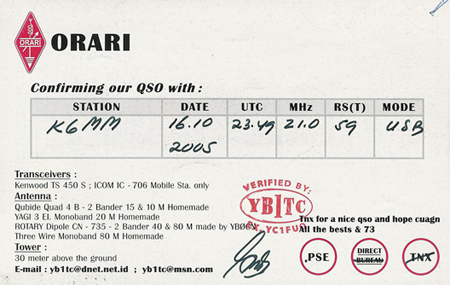 ORARI
ORARI
Confirming our QSO with :
STATION DATE UTC MHz RS(T) MODE
K6MM 16.10 23.49 21.0 59 USB
2005
Transceivers :
Kenwood TS 450 S ; ICOM IC - 706 Mobile Sta. only
Antenna :
Qubide Quad 4 B - 2 Bander 15 & 10 M Homemade
YAGI 3 EL Monoband 20 M Homemade
ROTARY Dipole CN - 735 - 2 Bander 40 & 80 M made by
Three Wire Monoband 80 M Homemade
Tower :
30 meter above the ground
E-mail : yb1tc@dnet.net.id ; yb1tc@msn.com
VERIFIED BY:
YB1TC
BY. YC1FUN
Tnx for a nice qso and hope cuagn
All the bests & 73
.PSE
DIRECT
BUREAU
TNX